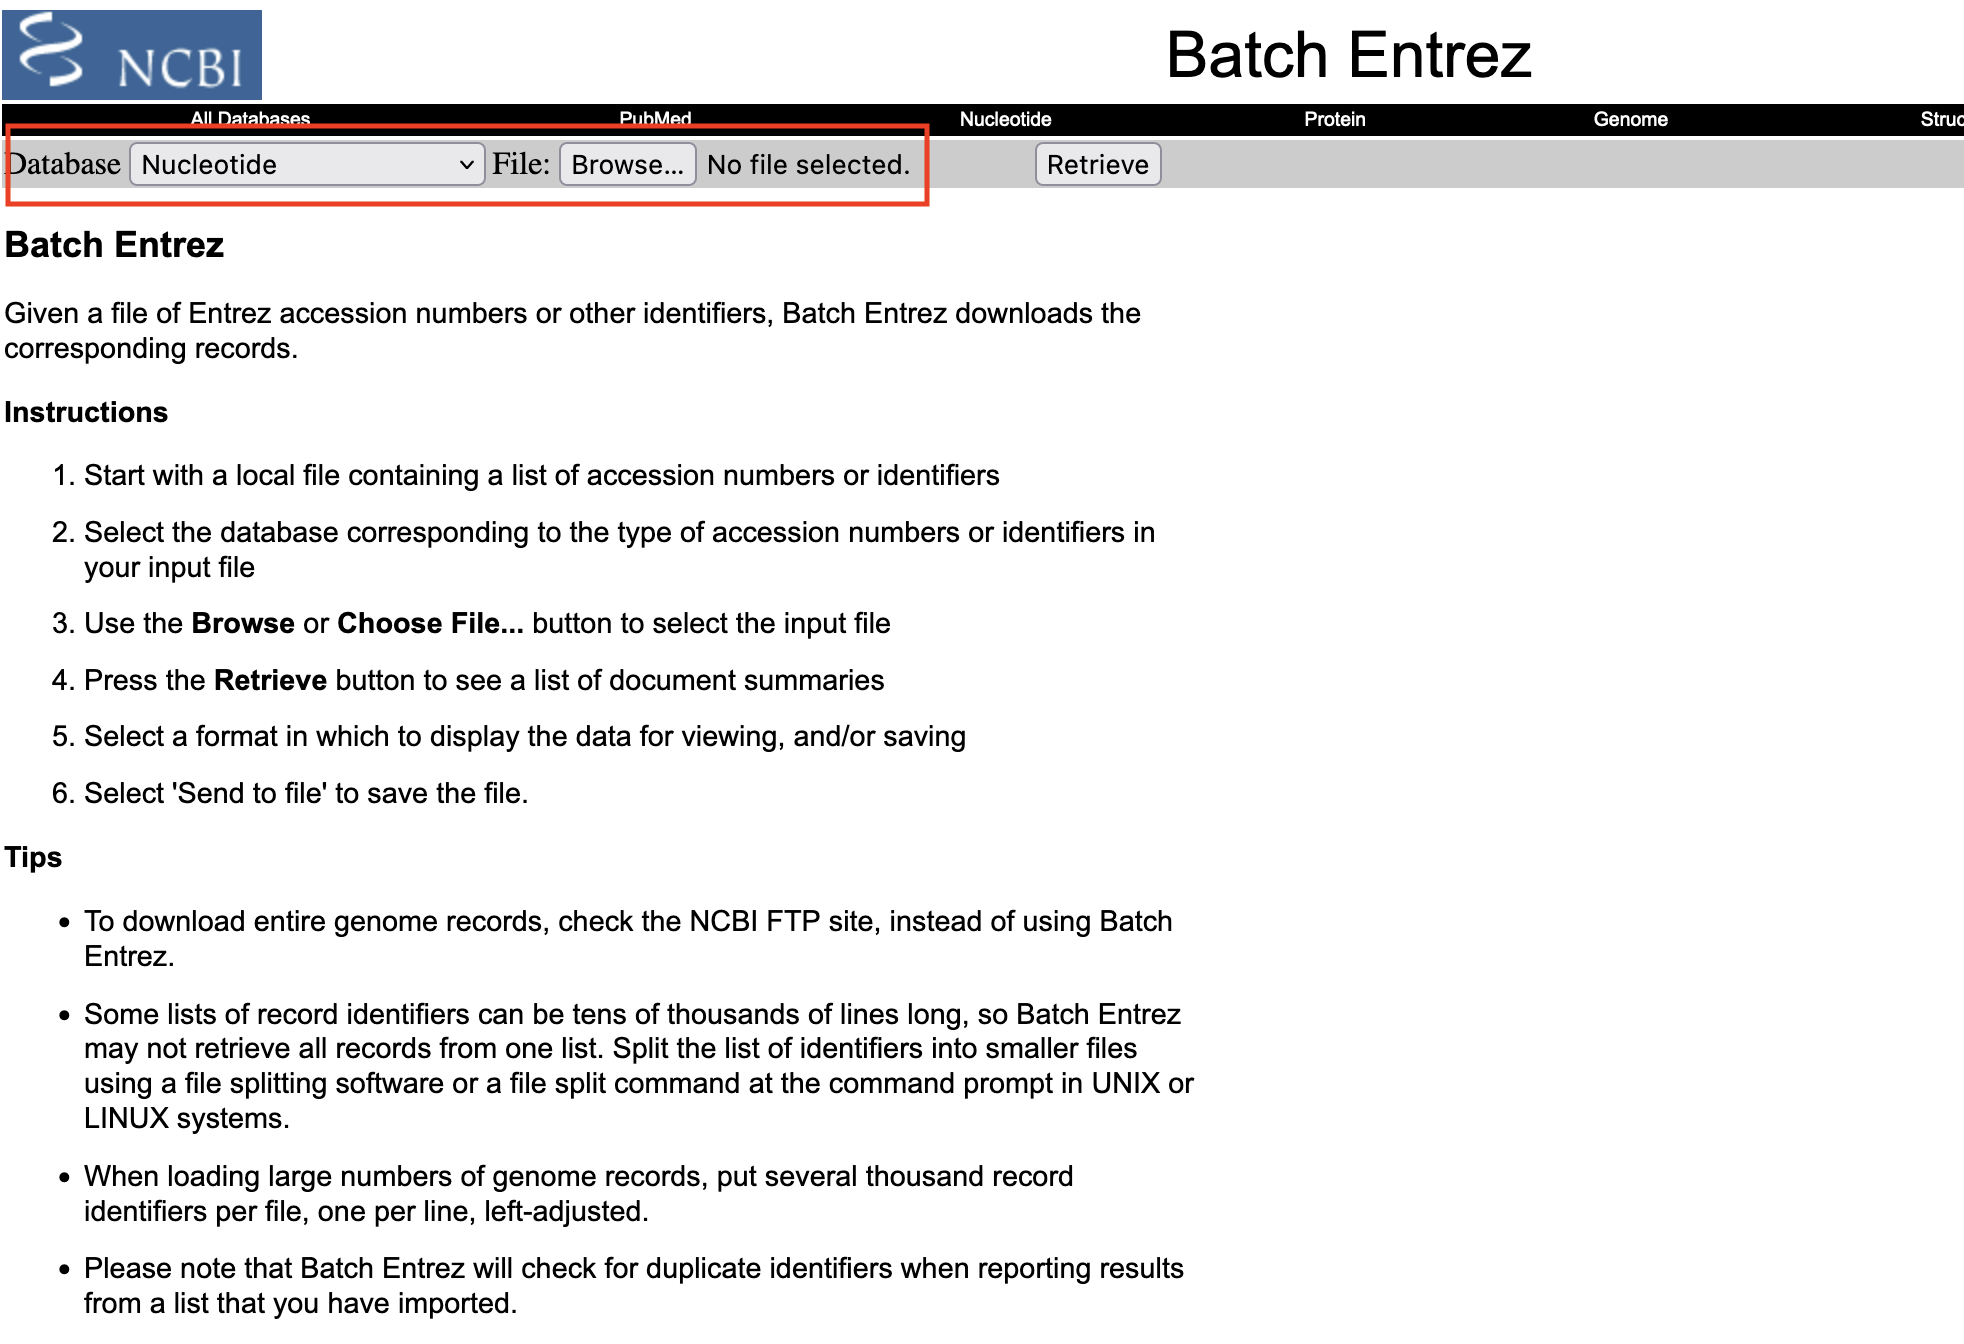 NCBI
Batch Entrez
All Databases PubMed Nucleotide Protein Genome Struc
Database Nucleotide File: Browse... No file selected. Retrieve
Batch Entrez
Given a file of Entrez accession numbers or other identifiers, Batch Entrez downloads the
corresponding records.
Instructions
1. Start with a local file containing a list of accession numbers or identifiers
2. Select the database corresponding to the type of accession numbers or identifiers in
your input file
3. Use the Browse or Choose File... button to select the input file
4. Press the Retrieve button to see a list of document summaries
5. Select a format in which to display the data for viewing, and/or saving
6. Select 'Send to file' to save the file.
Tips
• To download entire genome records, check the NCBI FTP site, instead of using Batch
Entrez.
• Some lists of record identifiers can be tens of thousands of lines long, so Batch Entrez
may not retrieve all records from one list. Split the list of identifiers into smaller files
using a file splitting software or a file split command at the command prompt in UNIX or
LINUX systems.
• When loading large numbers of genome records, put several thousand record
identifiers per file, one per line, left-adjusted.
• Please note that Batch Entrez will check for duplicate identifiers when reporting results
from a list that you have imported.